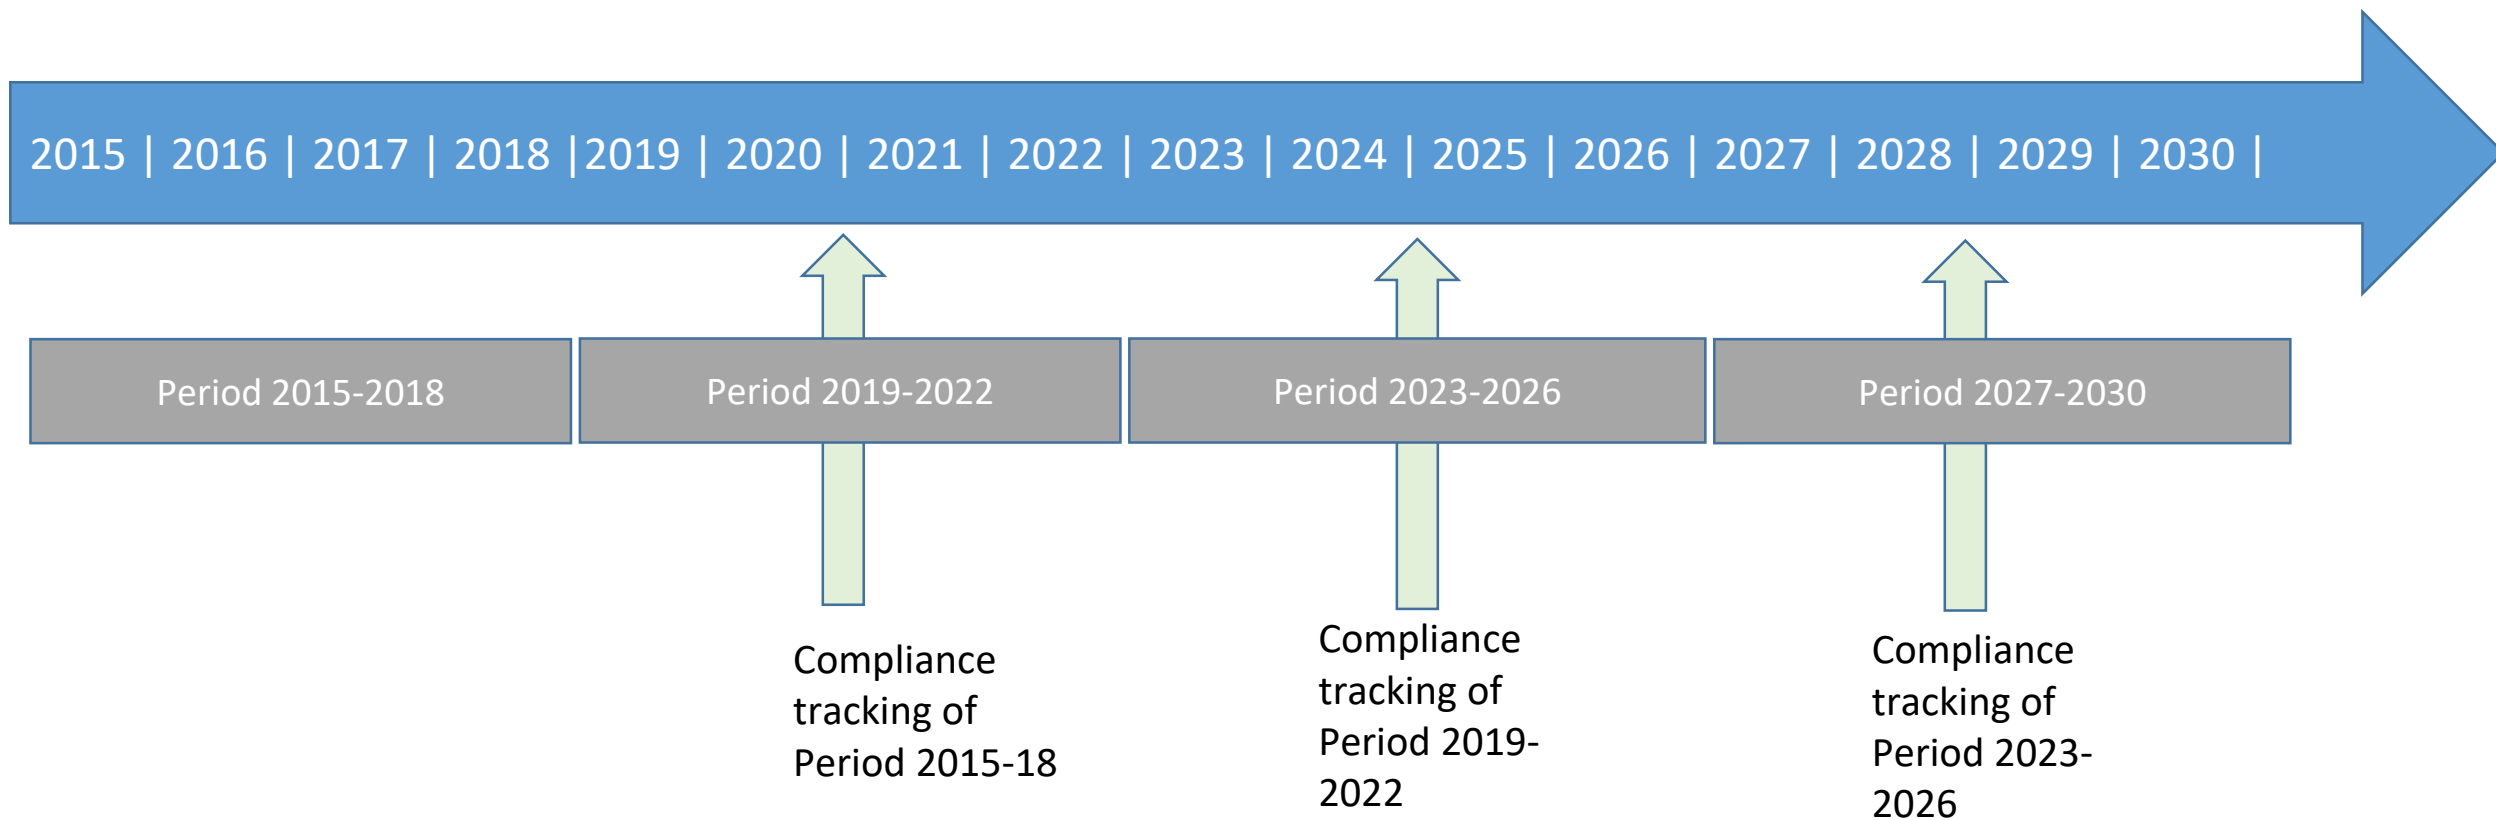 2015 | 2016 | 2017 | 2018 |2019 | 2020 | 2021 | 2022 | 2023 | 2024 | 2025 | 2026 | 2027 | 2028 | 2029 | 2030 |
Period 2015-2018
Period 2019-2022
Period 2023-2026
Period 2027-2030
Compliance
tracking of
Period 2015-18
Compliance
tracking of
Period 2019-
2022
Compliance
tracking of
Period 2023-
2026